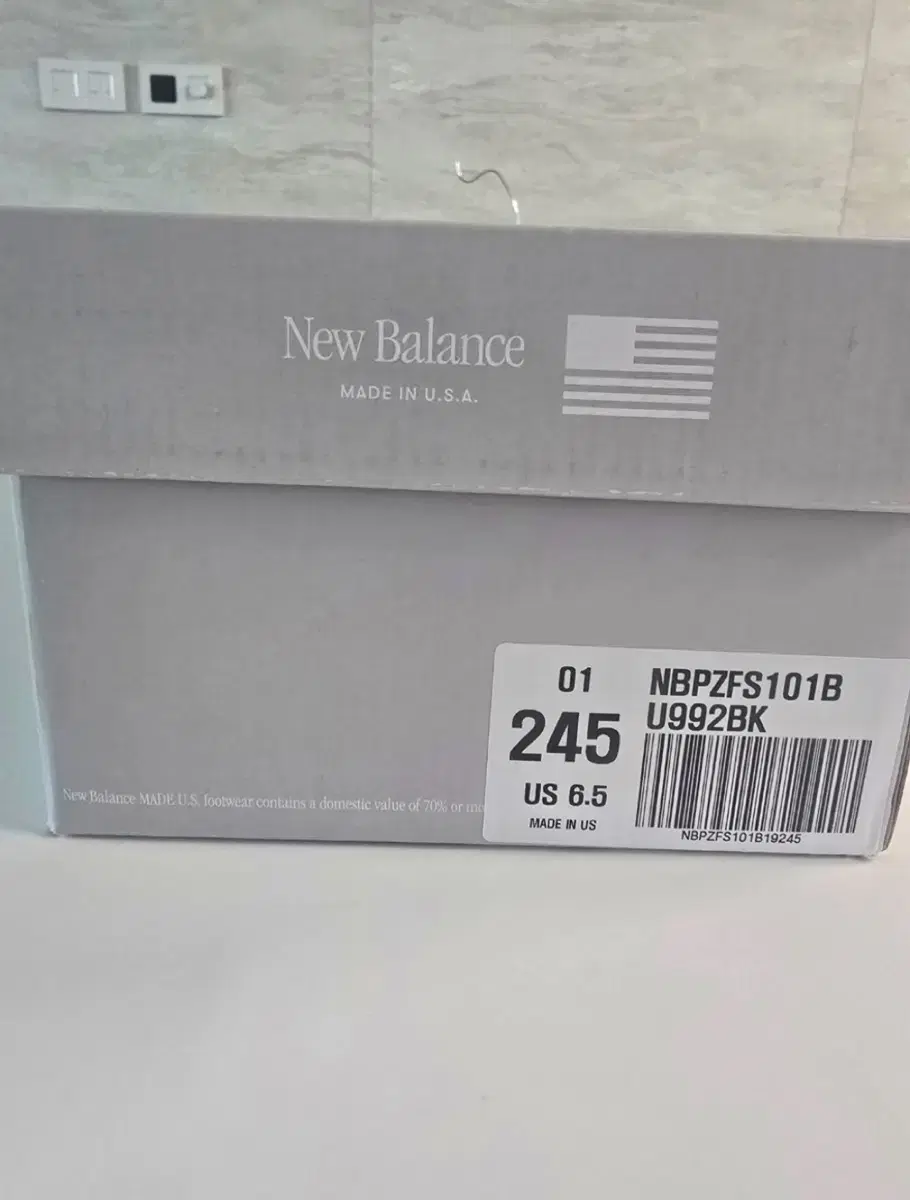 New Balance
MADE IN U.S.A.
New Balance MADE U.S. footwear contains a domestic value of 70% or
01
245
US 6.5
MADE IN US
NBPZFS101B
U992BK
NBPZFS101B19245